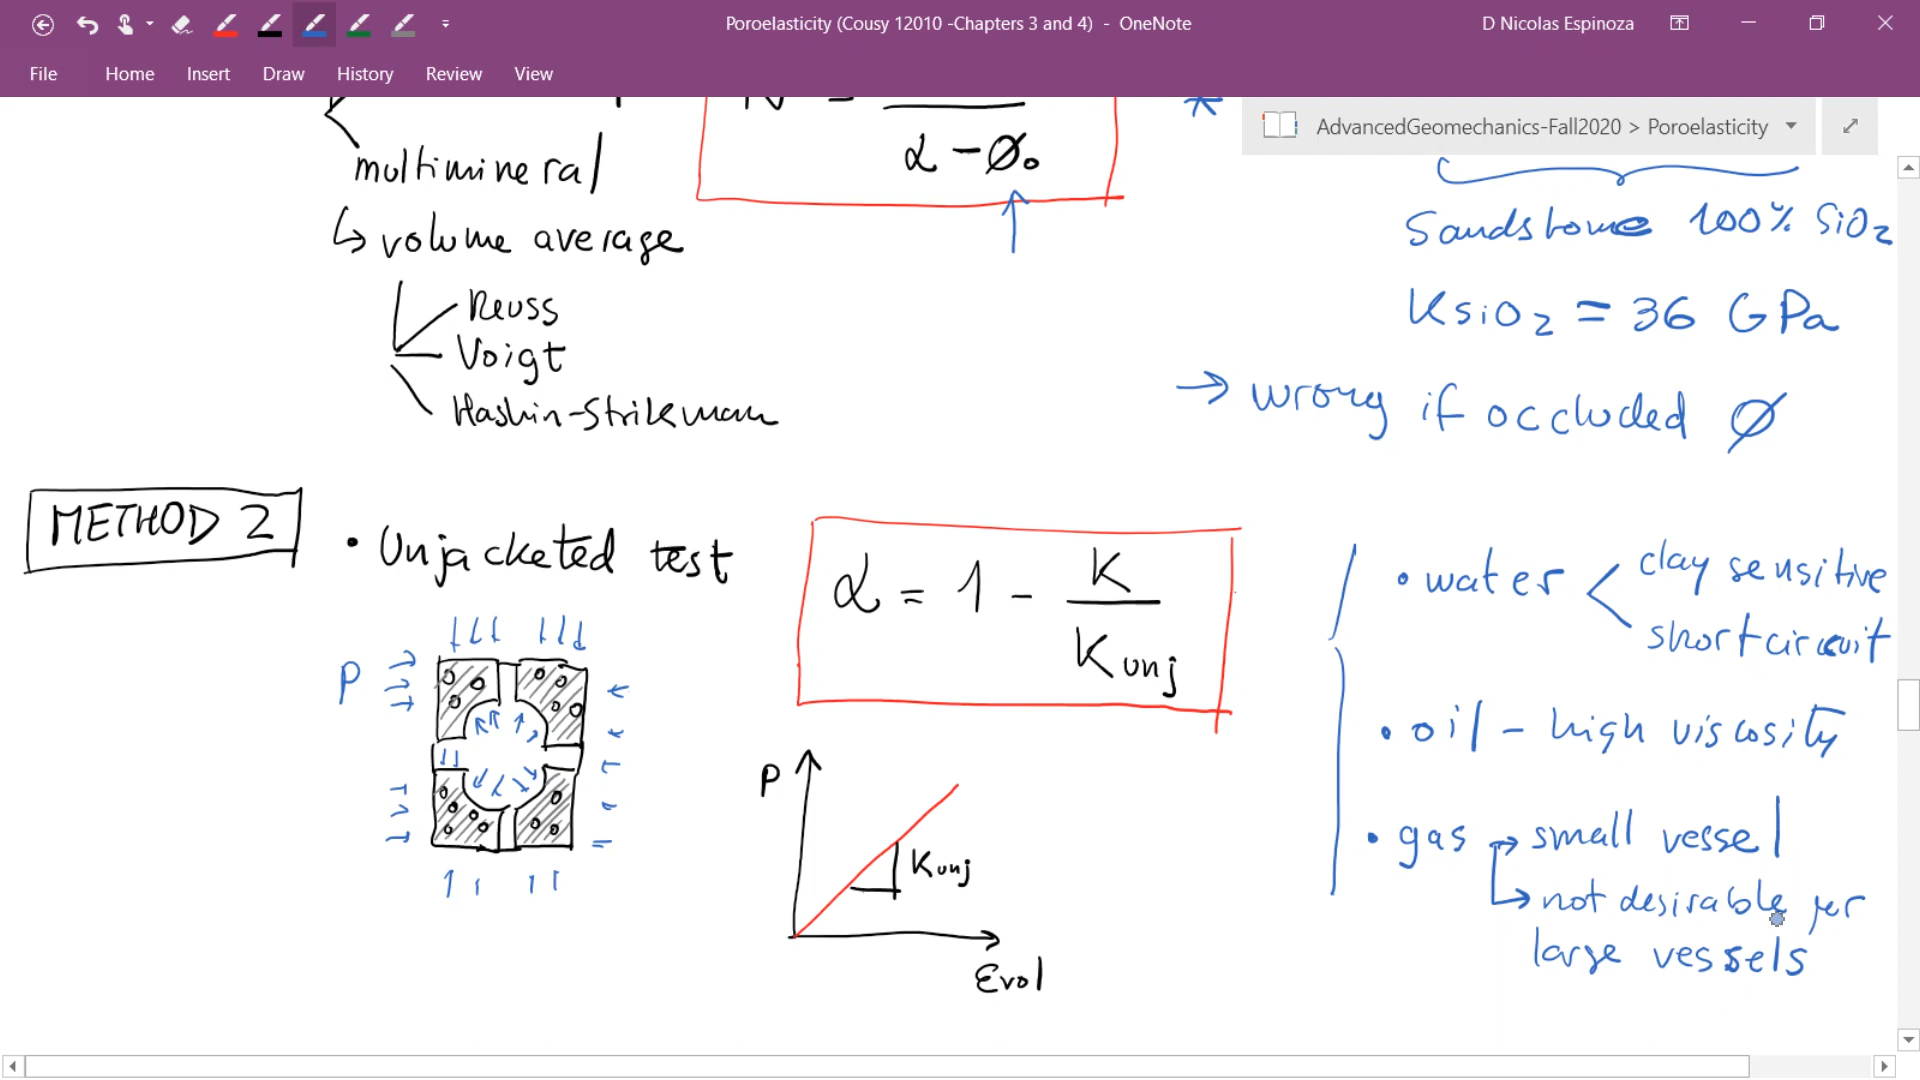 Poroelasticity (Cousy 12010 -Chapters 3 and 4) - OneNote
D Nicolas Espinoza
File Home Insert Draw History Review View
AdvancedGeomechanics-Fall2020 > Poroelasticity
multimineral
α - Ø₀
*
↳ volume average
Reuss
Voigt
Hashin-Strikman
Sandstone 100% SiO₂
KsiO₂ = 36 GPa
→ wrong if occluded Ø
METHOD 2
• Unjacketed test
α = 1 - K / Kunj
P
P
Kunj
Evol
• water < clay sensitive
shortcircuit
• oil - high viscosity
• gas → small vessel
↳ not desirable for
large vessels